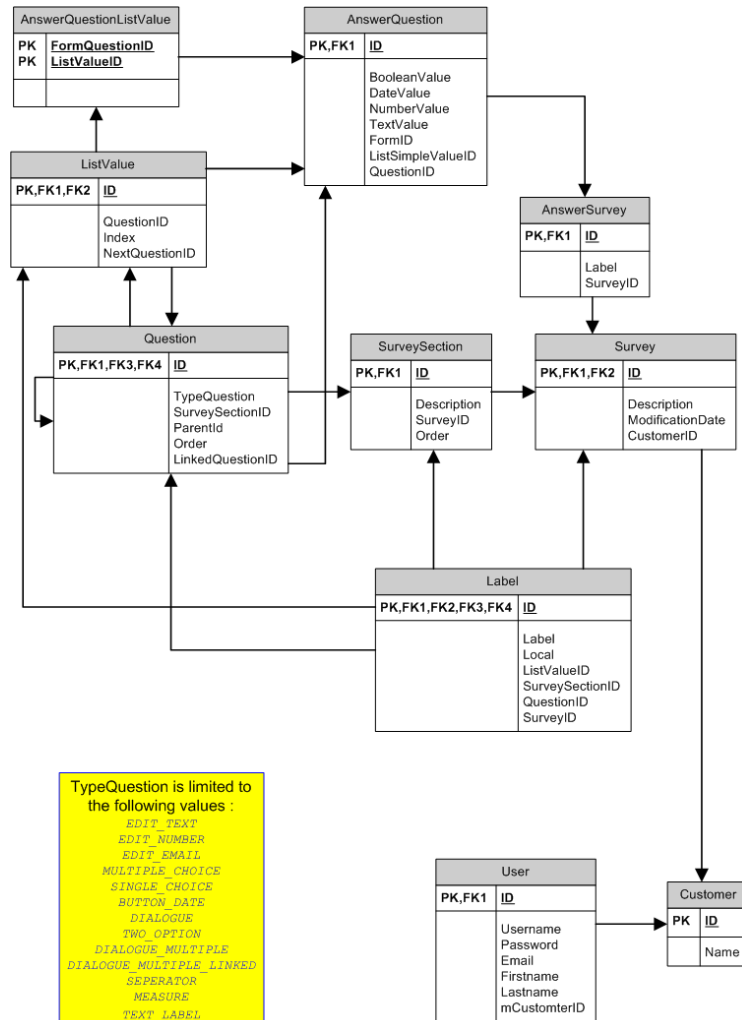 AnswerQuestionListValue
PK FormQuestionID
PK ListValueID
AnswerQuestion
PK,FK1 ID
BooleanValue
DateValue
NumberValue
TextValue
FormID
ListSimpleValueID
QuestionID
ListValue
PK,FK1,FK2 ID
QuestionID
Index
NextQuestionID
AnswerSurvey
PK,FK1 ID
Label
SurveyID
Question
PK,FK1,FK3,FK4 ID
TypeQuestion
SurveySectionID
ParentId
Order
LinkedQuestionID
SurveySection
PK,FK1 ID
Description
SurveyID
Order
Survey
PK,FK1,FK2 ID
Description
ModificationDate
CustomerID
Label
PK,FK1,FK2,FK3,FK4 ID
Label
Local
ListValueID
SurveySectionID
QuestionID
SurveyID
TypeQuestion is limited to
the following values :
EDIT_TEXT
EDIT_NUMBER
EDIT_EMAIL
MULTIPLE_CHOICE
SINGLE_CHOICE
BUTTON_DATE
DIALOGUE
TWO_OPTION
DIALOGUE_MULTIPLE
DIALOGUE_MULTIPLE_LINKED
SEPERATOR
MEASURE
TEXT_LABEL
User
PK,FK1 ID
Username
Password
Email
Firstname
Lastname
mCustomterID
Customer
PK ID
Name